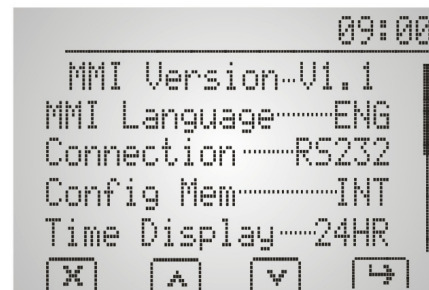 09:00
MMI Version…V1.1
MMI Language………ENG
Connection………RS232
Config Mem……………INT
Time Display……24HR
X